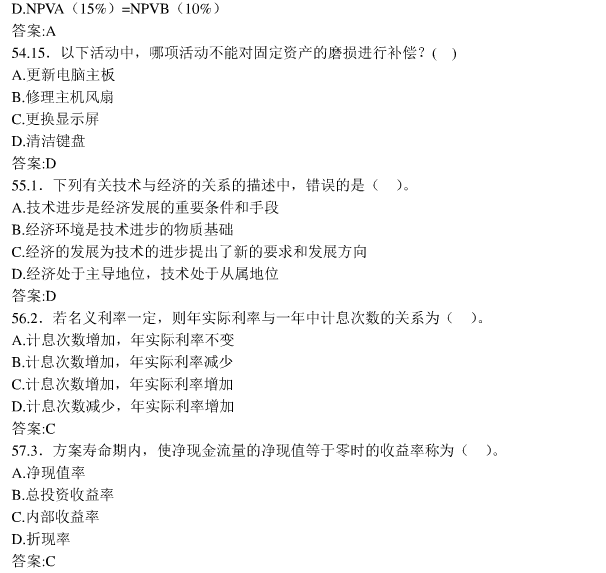 D.NPVA（15%）=NPVB（10%）
答案:A
54.15．以下活动中，哪项活动不能对固定资产的磨损进行补偿？(　)
A.更新电脑主板
B.修理主机风扇
C.更换显示屏
D.清洁键盘
答案:D
55.1．下列有关技术与经济的关系的描述中，错误的是（　）。
A.技术进步是经济发展的重要条件和手段
B.经济环境是技术进步的物质基础
C.经济的发展为技术的进步提出了新的要求和发展方向
D.经济处于主导地位，技术处于从属地位
答案:D
56.2．若名义利率一定，则年实际利率与一年中计息次数的关系为（　）。
A.计息次数增加，年实际利率不变
B.计息次数增加，年实际利率减少
C.计息次数增加，年实际利率增加
D.计息次数减少，年实际利率增加
答案:C
57.3．方案寿命期内，使净现金流量的净现值等于零时的收益率称为（　）。
A.净现值率
B.总投资收益率
C.内部收益率
D.折现率
答案:C